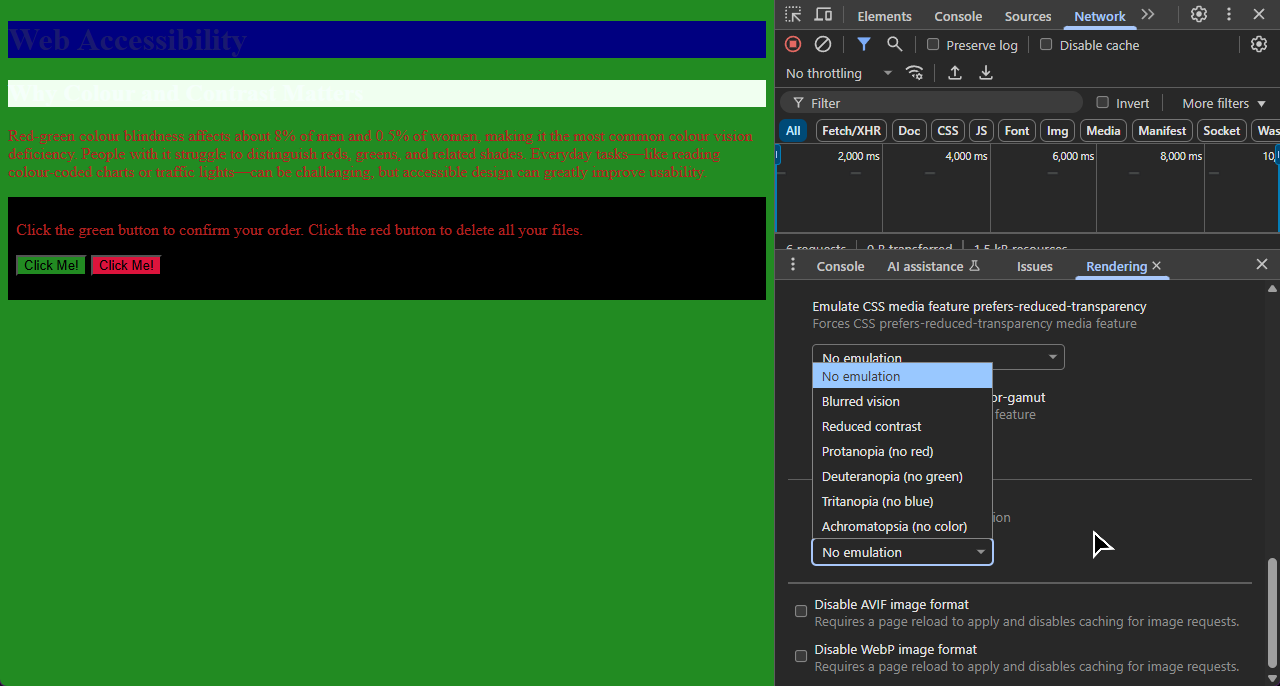 Web Accessibility
Red-green colour blindness affects about 8% of men and 0.5% of women, making it the most common colour vision
deficiency. People with it struggle to distinguish reds, greens, and related shades. Everyday tasks—like reading
colour-coded charts or traffic lights—can be challenging, but accessible design can greatly improve usability.
Click the green button to confirm your order. Click the red button to delete all your files.
Click Me! Click Me!
Elements Console Sources Network
Preserve log Disable cache
No throttling
Filter Invert More filters
All Fetch/XHR Doc CSS JS Font Img Media Manifest Socket Was
2,000 ms 4,000 ms 6,000 ms 8,000 ms 10,
6 requests 0 B transferred 1.5 kB resources
Console AI assistance Issues Rendering
Emulate CSS media feature prefers-reduced-transparency
Forces CSS prefers-reduced-transparency media feature
No emulation
No emulation
or-gamut
Blurred vision
feature
Reduced contrast
Protanopia (no red)
Deuteranopia (no green)
Tritanopia (no blue)
ion
Achromatopsia (no color)
No emulation
Disable AVIF image format
Requires a page reload to apply and disables caching for image requests.
Disable WebP image format
Requires a page reload to apply and disables caching for image requests.